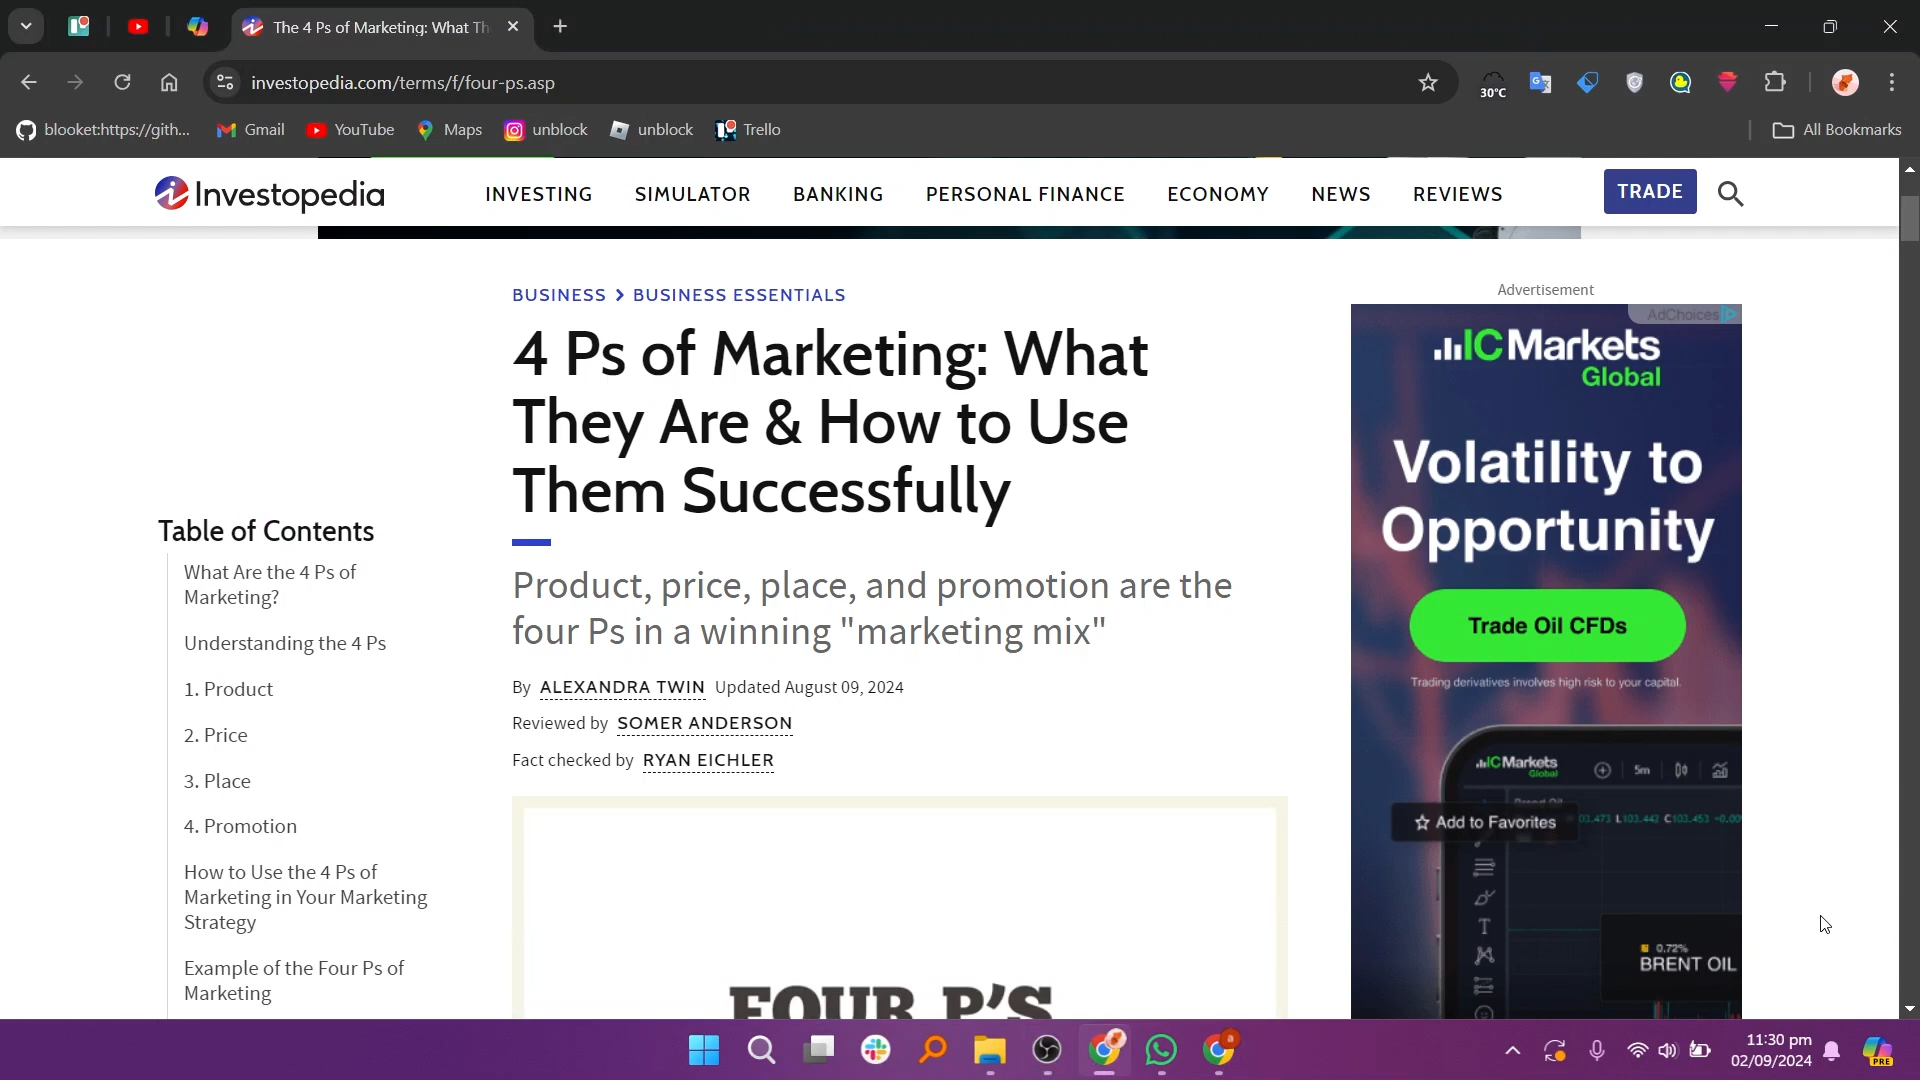 The 4 Ps of Marketing: What Th
investopedia.com/terms/f/four-ps.asp
30°C
blooket:https://gith...
Gmail
YouTube
Maps
unblock
unblock
Trello
All Bookmarks
Investopedia
INVESTING
SIMULATOR
BANKING
PERSONAL FINANCE
ECONOMY
NEWS
REVIEWS
TRADE
BUSINESS > BUSINESS ESSENTIALS
4 Ps of Marketing: What
They Are & How to Use
Them Successfully
Product, price, place, and promotion are the
four Ps in a winning "marketing mix"
By ALEXANDRA TWIN Updated August 09, 2024
Reviewed by SOMER ANDERSON
Fact checked by RYAN EICHLER
FOUR P'S
Table of Contents
What Are the 4 Ps of
Marketing?
Understanding the 4 Ps
1. Product
2. Price
3. Place
4. Promotion
How to Use the 4 Ps of
Marketing in Your Marketing
Strategy
Example of the Four Ps of
Marketing
Advertisement
AdChoices
IC Markets
Global
Volatility to
Opportunity
Trade Oil CFDs
Trading derivatives involves high risk to your capital.
IC Markets
Global
5m
Add to Favorites
0.72%
BRENT OIL
11:30 pm
02/09/2024
PRE